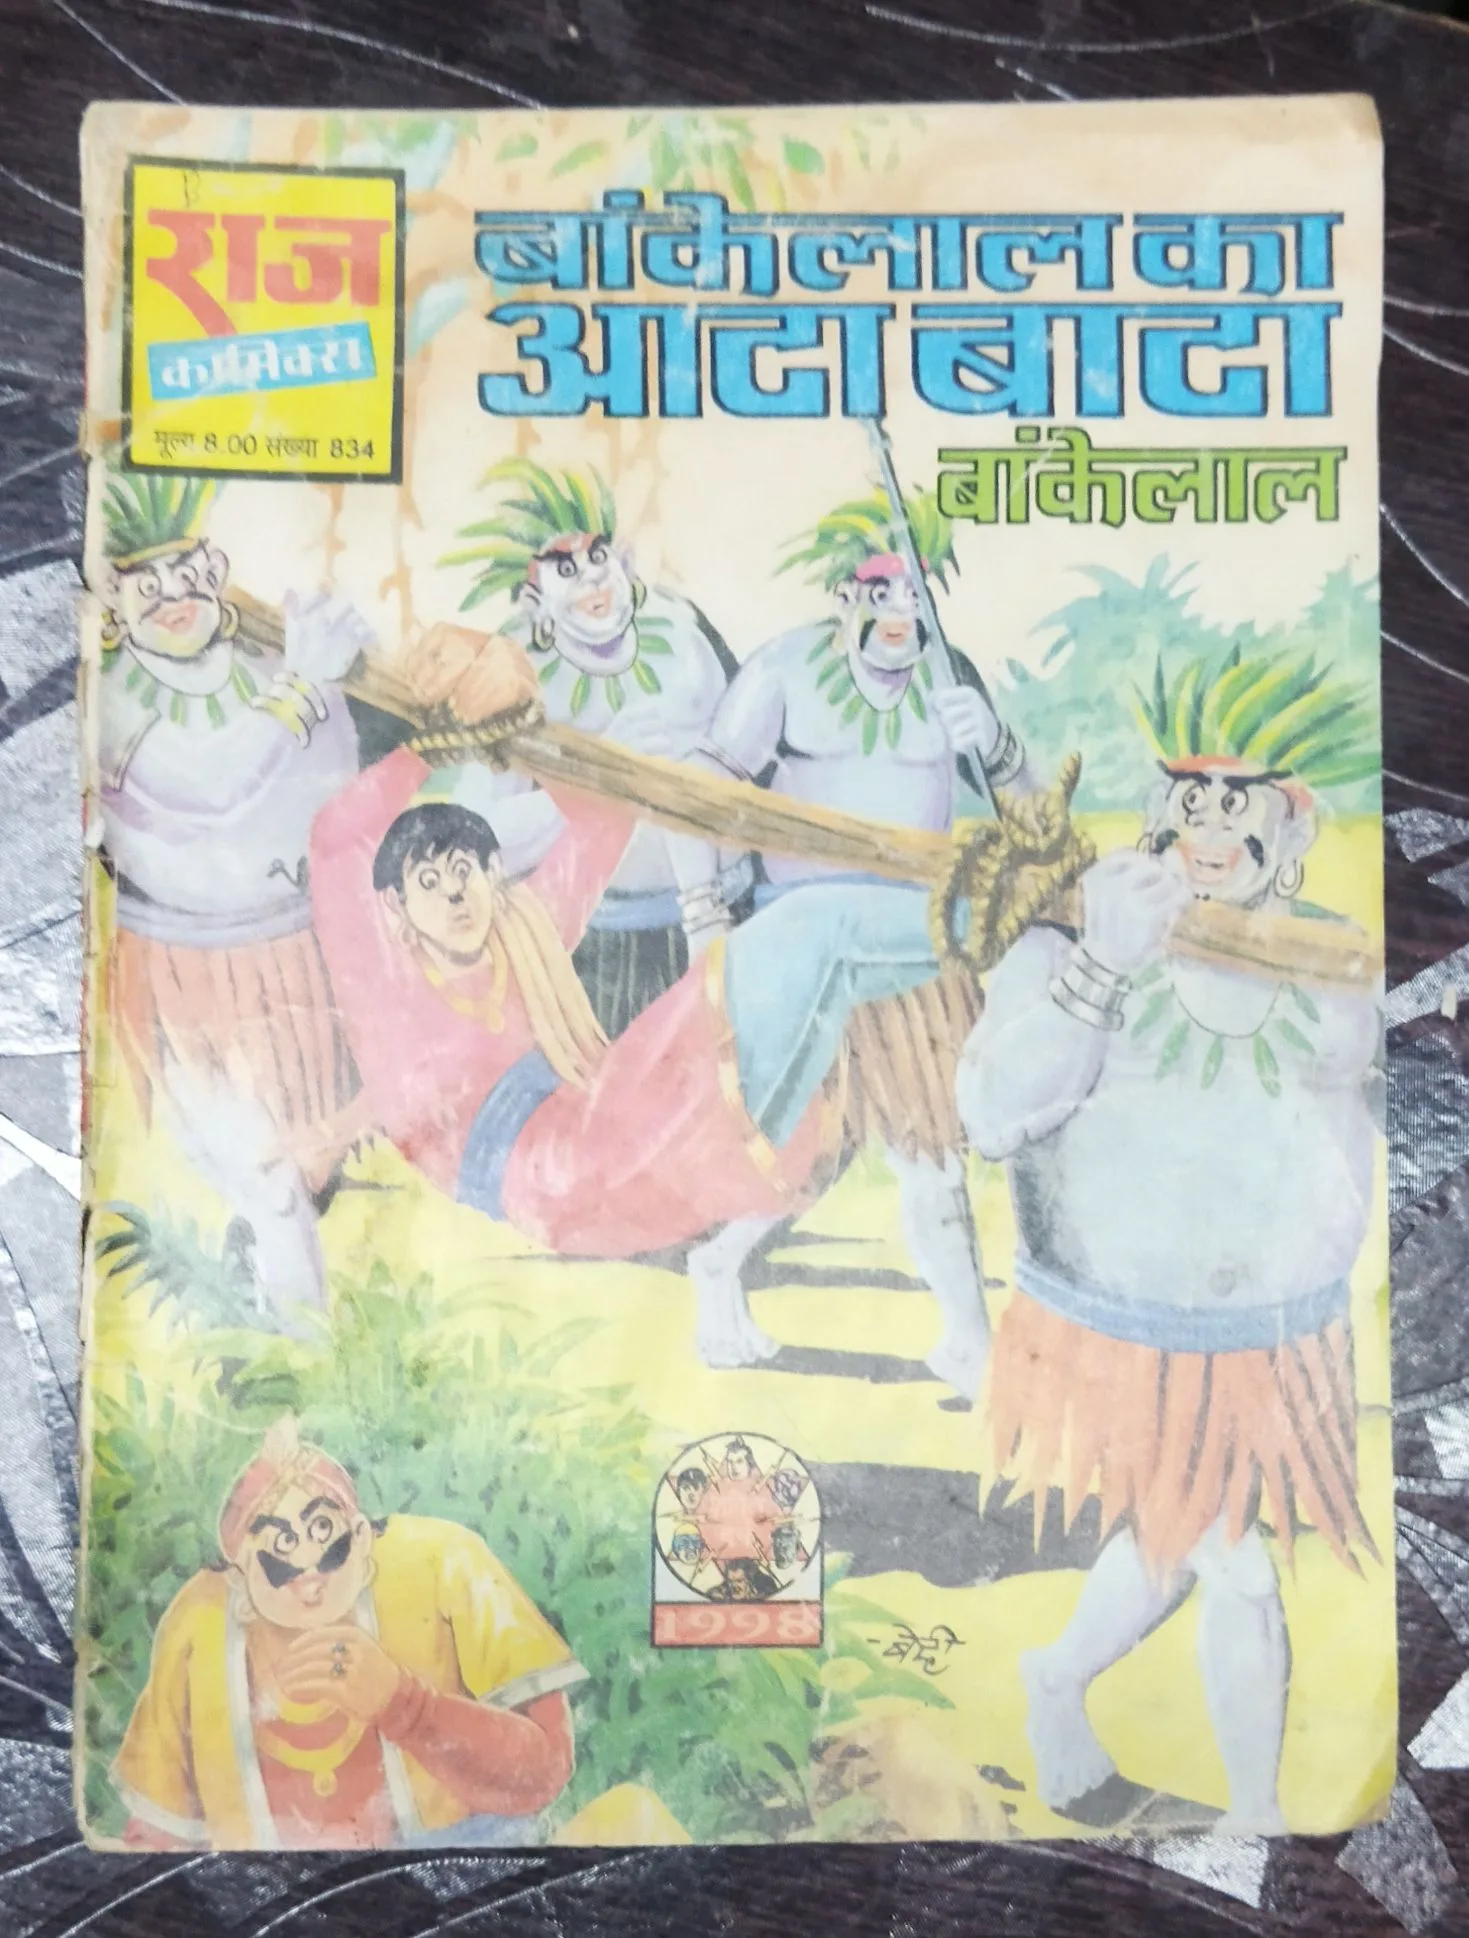 राज
कॉमिक्स
मूल्य 8.00 संख्या 834
बांकेलाल का
आटा बाटा
बांकेलाल
1998
बेदी